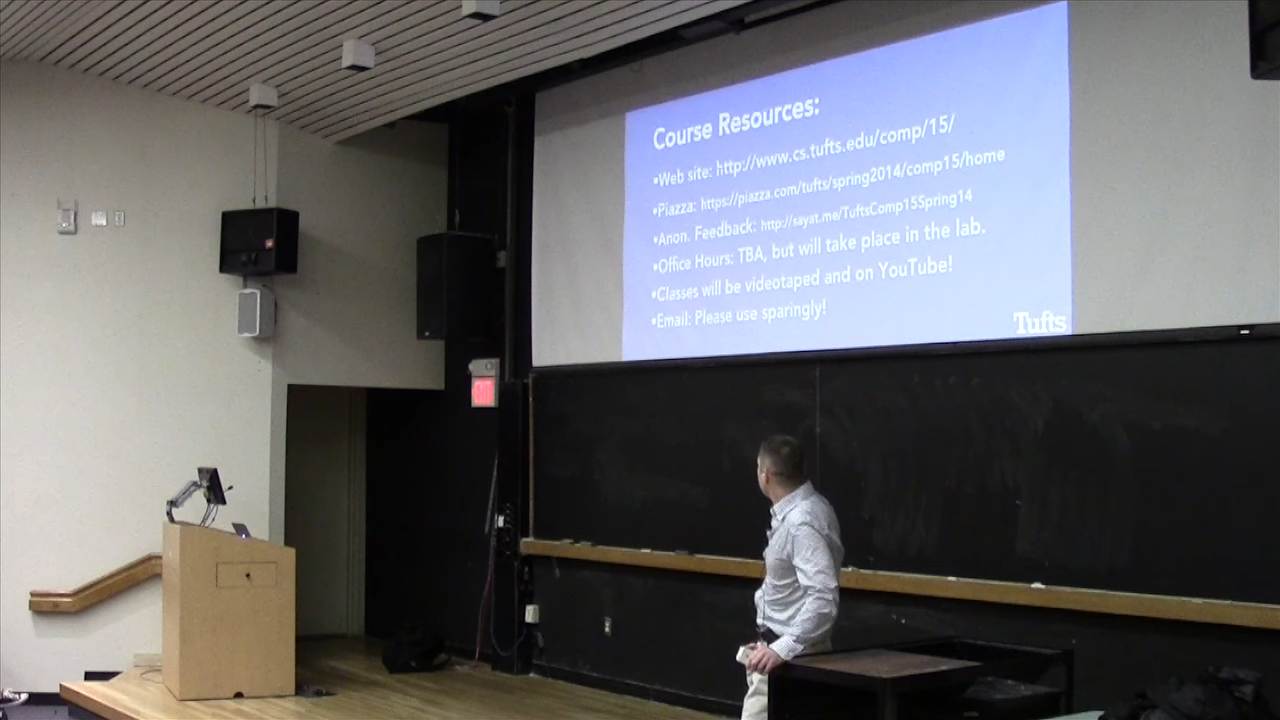 Course Resources:
•Web site: http://www.cs.tufts.edu/comp/15/
•Piazza: https://piazza.com/tufts/spring2014/comp15/home
•Anon. Feedback: http://sayat.me/TuftsComp15Spring14
•Office Hours: TBA, but will take place in the lab.
•Classes will be videotaped and on YouTube!
•Email: Please use sparingly!
Tufts